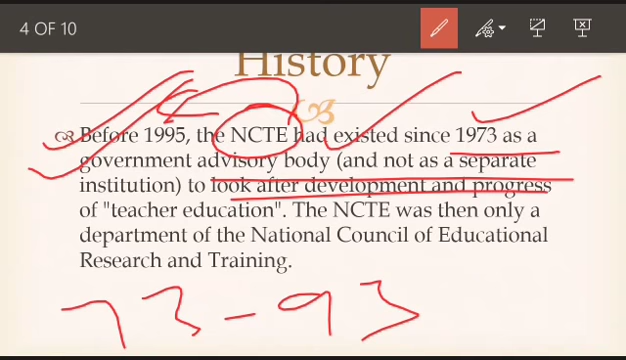 4 OF 10
History
Before 1995, the NCTE had existed since 1973 as a
government advisory body (and not as a separate
institution) to look after development and progress
of "teacher education". The NCTE was then only a
department of the National Council of Educational
Research and Training.
73-93